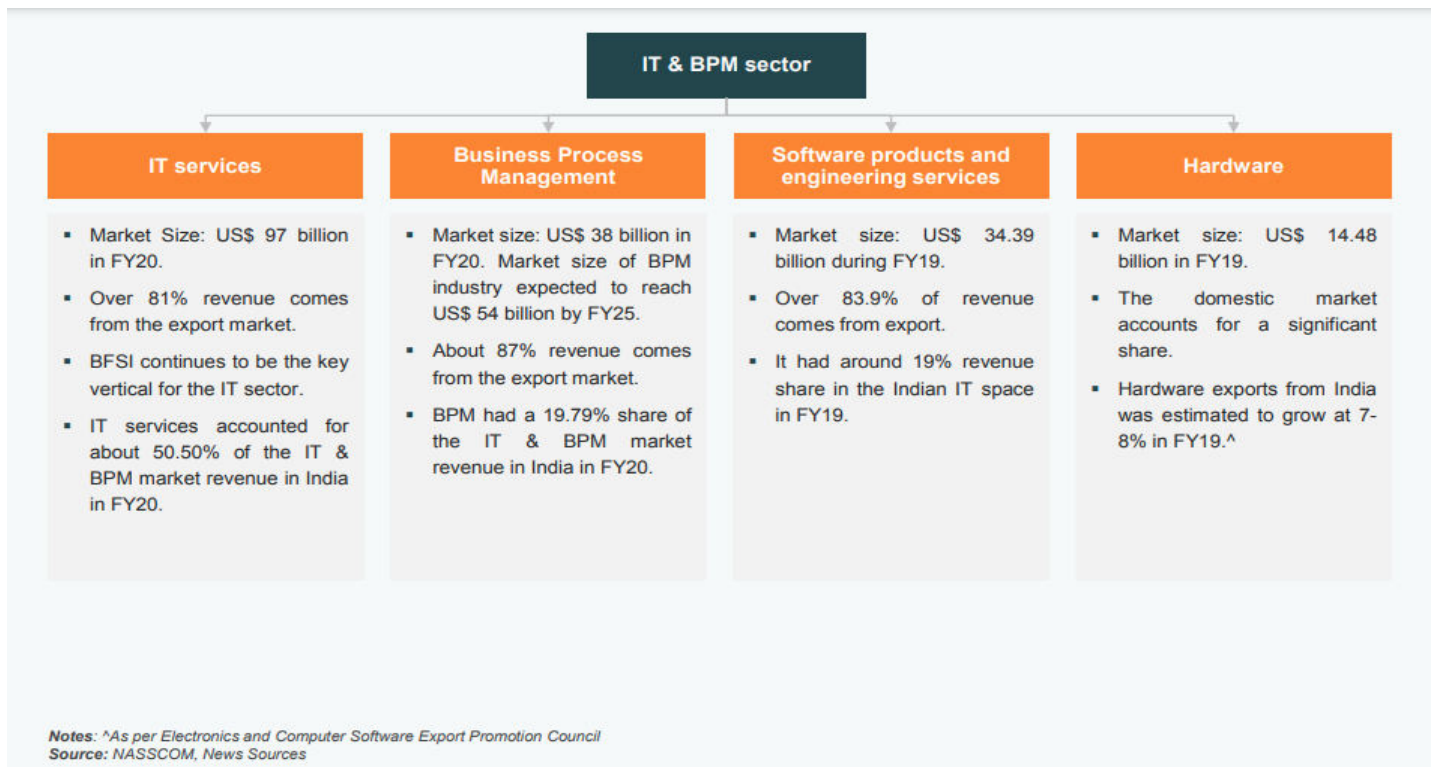 IT & BPM sector
IT services
Market Size: US$ 97 billion
in FY20.
Over 81% revenue comes
from the export market.
BFSI continues to be the key
vertical for the IT sector.
IT services accounted for
about 50.50% of the IT &
BPM market revenue in India
in FY20.
Business Process
Management
Market size: US$ 38 billion in
FY20. Market size of BPM
industry expected to reach
US$ 54 billion by FY25.
About 87% revenue comes
from the export market.
BPM had a 19.79% share of
the IT & BPM market
revenue in India in FY20.
Software products and
engineering services
Market size: US$ 34.39
billion during FY19.
Over 83.9% of revenue
comes from export.
It had around 19% revenue
share in the Indian IT space
in FY19.
Hardware
Market size: US$ 14.48
billion in FY19.
The domestic market
accounts for a significant
share.
Hardware exports from India
was estimated to grow at 7-
8% in FY19.^
Notes: ^As per Electronics and Computer Software Export Promotion Council
Source: NASSCOM, News Sources